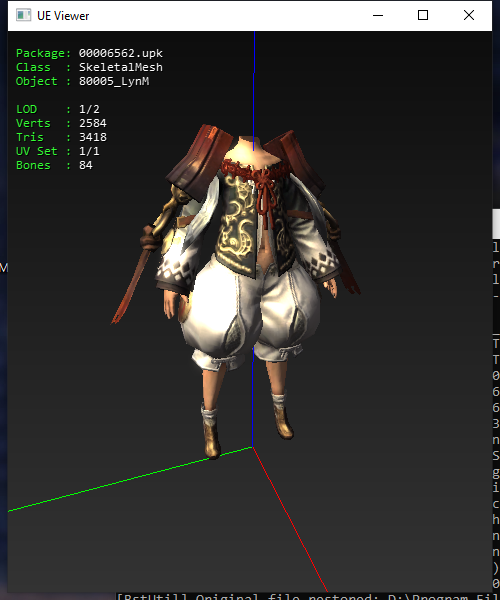 UE Viewer
Package: 00006562.upk
Class  : SkeletalMesh
Object : 80005_LynM
LOD    : 1/2
Verts  : 2584
Tris   : 3418
UV Set : 1/1
Bones  : 84
[BstUtil] Original file restored: D:\Program Fil